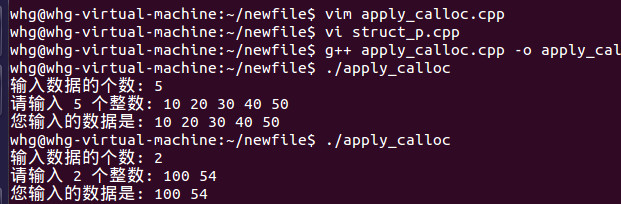 whg@whg-virtual-machine:~/newfile$ vim apply_calloc.cpp
whg@whg-virtual-machine:~/newfile$ vi struct_p.cpp
whg@whg-virtual-machine:~/newfile$ g++ apply_calloc.cpp -o apply_cal
whg@whg-virtual-machine:~/newfile$ ./apply_calloc
输入数据的个数: 5
请输入 5 个整数: 10 20 30 40 50
您输入的数据是: 10 20 30 40 50
whg@whg-virtual-machine:~/newfile$ ./apply_calloc
输入数据的个数: 2
请输入 2 个整数: 100 54
您输入的数据是: 100 54